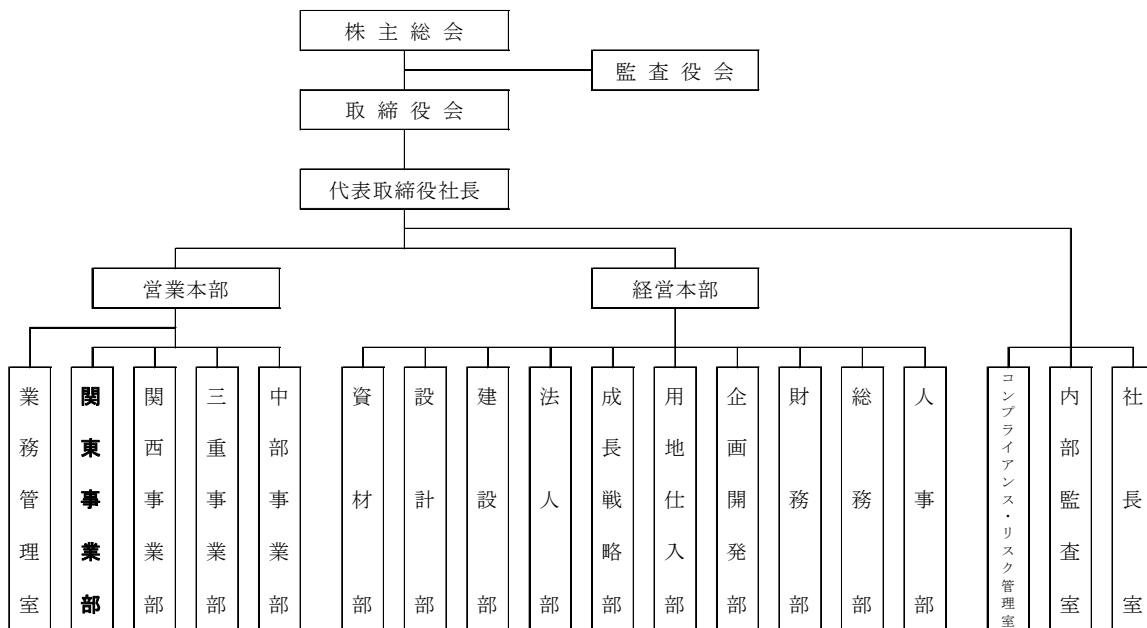 株主総会
監査役会
取締役会
代表取締役社長
営業本部
経営本部
業務管理室
関東事業部
関西事業部
三重事業部
中部事業部
資材部
設計部
建設部
法人部
成長戦略部
用地仕入部
企画開発部
財務部
総務部
人事部
コンプライアンス・リスク管理室
内部監査室
社長室